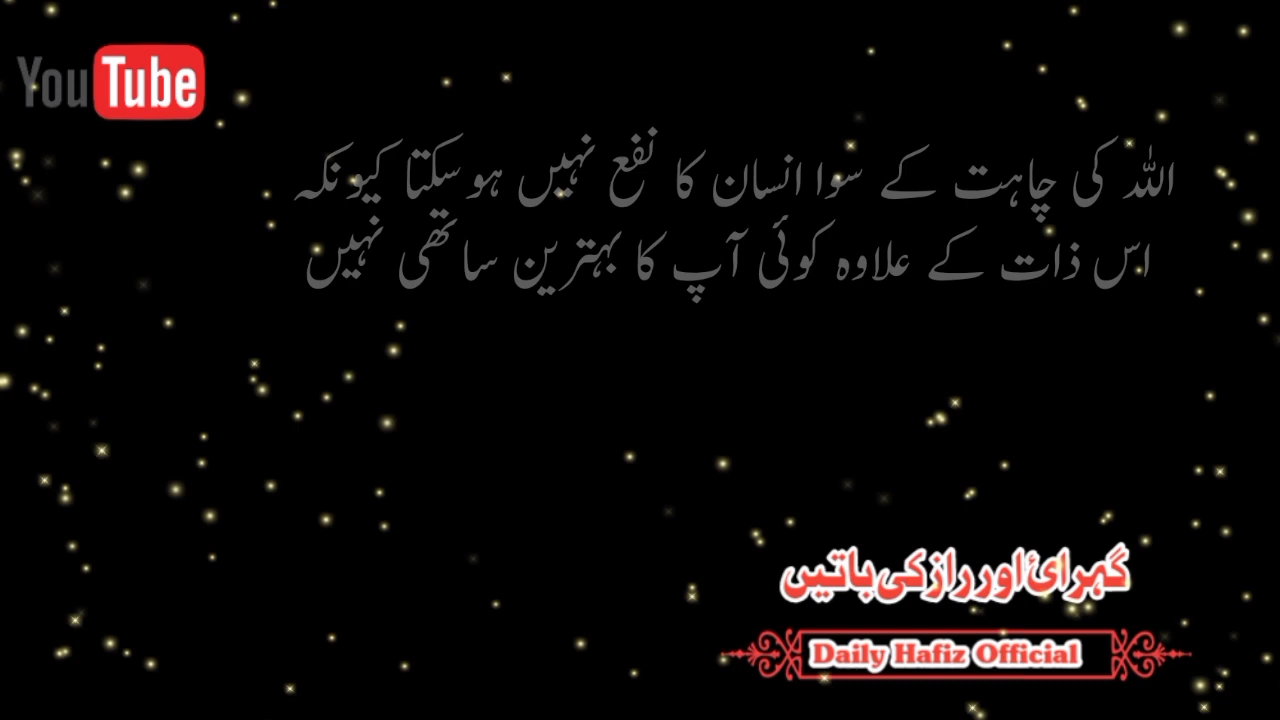 YouTube
اللہ کی چاہت کے سوا انسان کا نفع نہیں ہو سکتا کیونکہ
اس ذات کے علاوہ کوئی آپ کا بہترین ساتھی نہیں
گہرائ اور راز کی باتیں
Daily Hafiz Official